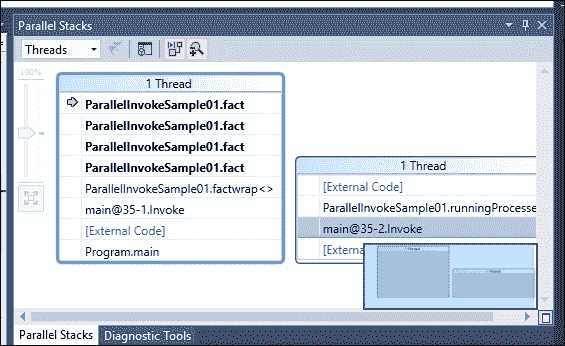 Parallel Stacks
Threads
100%
1 Thread
ParallelInvokeSample01.fact
ParallelInvokeSample01.fact
ParallelInvokeSample01.fact
ParallelInvokeSample01.fact
ParallelInvokeSample01.factwrap<>
main@35-1.Invoke
[External Code]
Program.main
1 Thread
[External Code]
ParallelInvokeSample01.runningProcesse
main@35-2.Invoke
[External
Parallel Stacks
Diagnostic Tools